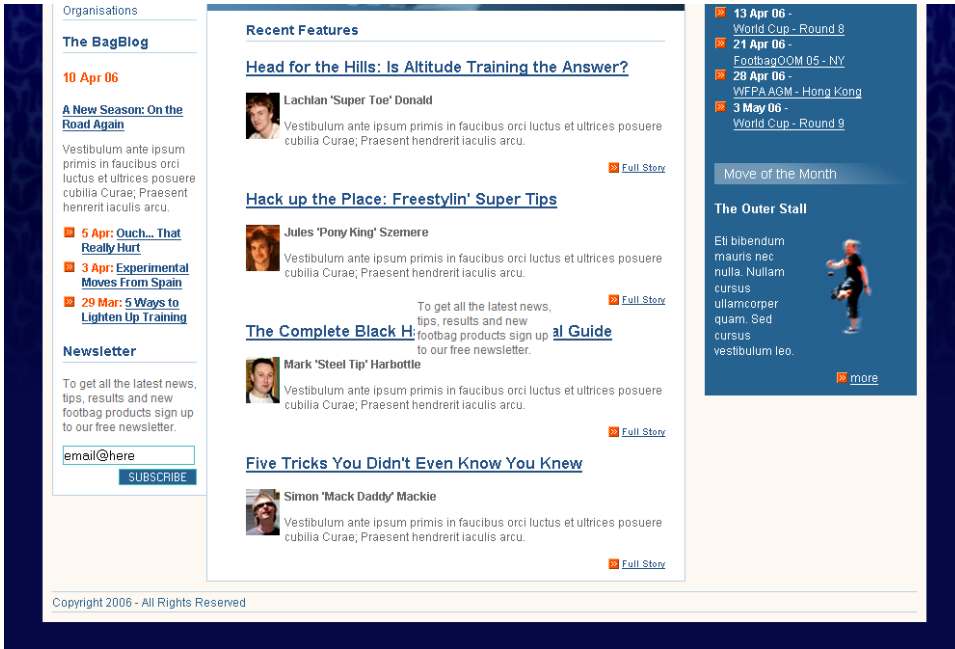 Organisations
The BagBlog
10 Apr 06
A New Season: On the
Road Again
Vestibulum ante ipsum
primis in faucibus orci
luctus et ultrices posuere
cubilia Curae; Praesent
henrerit iaculis arcu.
5 Apr: Ouch... That
Really Hurt
3 Apr: Experimental
Moves From Spain
29 Mar: 5 Ways to
Lighten Up Training
Newsletter
To get all the latest news,
tips, results and new
footbag products sign up
to our free newsletter.
email@here
SUBSCRIBE
Recent Features
Head for the Hills: Is Altitude Training the Answer?
Lachlan 'Super Toe' Donald
Vestibulum ante ipsum primis in faucibus orci luctus et ultrices posuere
cubilia Curae; Praesent hendrerit iaculis arcu.
Full Story
Hack up the Place: Freestylin' Super Tips
Jules 'Pony King' Szemere
Vestibulum ante ipsum primis in faucibus orci luctus et ultrices posuere
cubilia Curae; Praesent hendrerit iaculis arcu.
Full Story
To get all the latest news,
tips, results and new
footbag products sign up
to our free newsletter.
The Complete Black H al Guide
Mark 'Steel Tip' Harbottle
Vestibulum ante ipsum primis in faucibus orci luctus et ultrices posuere
cubilia Curae; Praesent hendrerit iaculis arcu.
Full Story
Five Tricks You Didn't Even Know You Knew
Simon 'Mack Daddy' Mackie
Vestibulum ante ipsum primis in faucibus orci luctus et ultrices posuere
cubilia Curae; Praesent hendrerit iaculis arcu.
Full Story
13 Apr 06 -
World Cup - Round 8
21 Apr 06 -
FootbagOOM 05 - NY
28 Apr 06 -
WFPA AGM - Hong Kong
3 May 06 -
World Cup - Round 9
Move of the Month
The Outer Stall
Eti bibendum
mauris nec
nulla. Nullam
cursus
ullamcorper
quam. Sed
cursus
vestibulum leo.
more
Copyright 2006 - All Rights Reserved